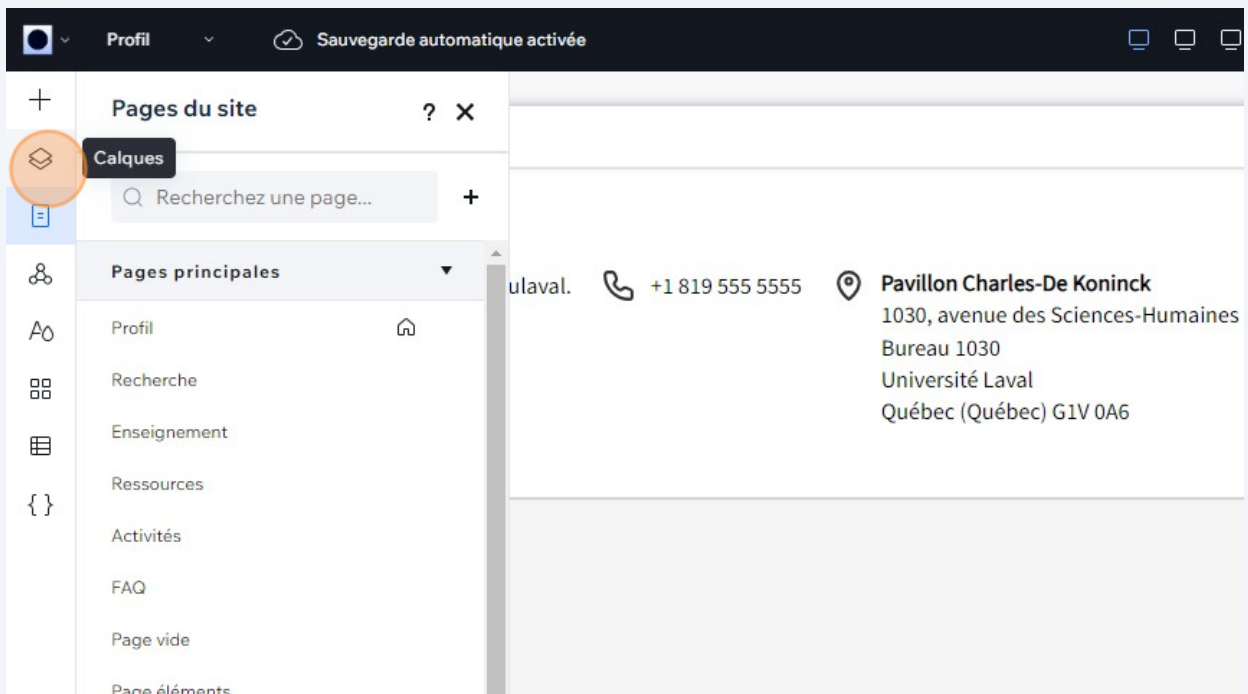 Profil
Sauvegarde automatique activée
Pages du site
?
Calques
Recherchez une page...
Pages principales
Profil
Recherche
Enseignement
Ressources
Activités
FAQ
Page vide
Page éléments
ulaval.
+1 819 555 5555
Pavillon Charles-De Koninck
1030, avenue des Sciences-Humaines
Bureau 1030
Université Laval
Québec (Québec) G1V 0A6